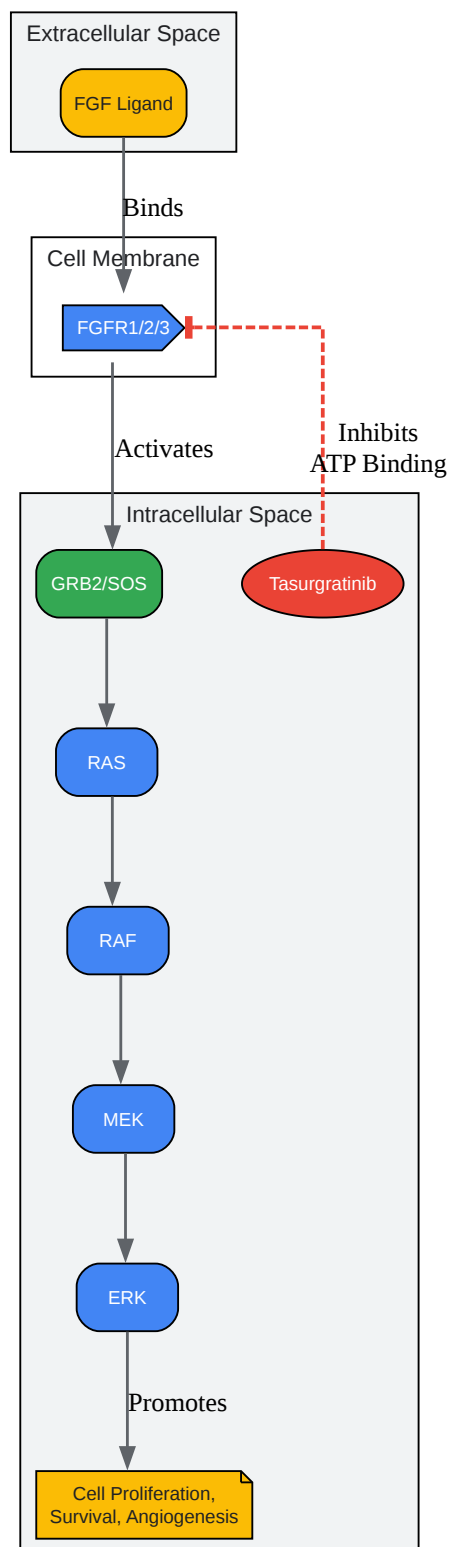 Extracellular Space
FGF Ligand
Binds
Cell Membrane
FGFR1/2/3
Activates
Inhibits
ATP Binding
Intracellular Space
GRB2/SOS
Tasurgratinib
RAS
RAF
MEK
ERK
Promotes
Cell Proliferation,
Survival, Angiogenesis